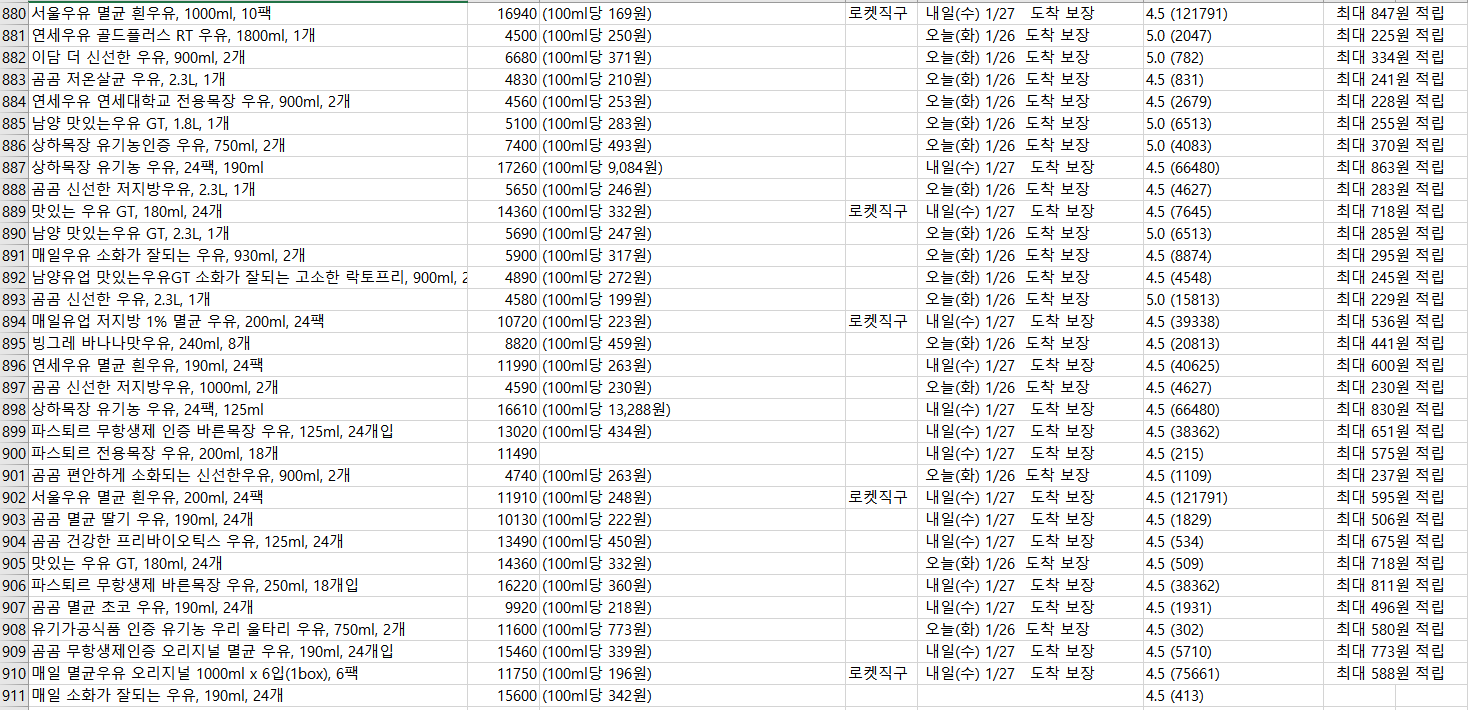 880 서울우유 멸균 흰우유, 1000ml, 10팩 16940 (100ml당 169원) 로켓직구 내일(수) 1/27 도착 보장 4.5 (121791) 최대 847원 적립
881 연세우유 골드플러스 RT 우유, 1800ml, 1개 4500 (100ml당 250원) 오늘(화) 1/26 도착 보장 5.0 (2047) 최대 225원 적립
882 이담 더 신선한 우유, 900ml, 2개 6680 (100ml당 371원) 오늘(화) 1/26 도착 보장 5.0 (782) 최대 334원 적립
883 곰곰 저온살균 우유, 2.3L, 1개 4830 (100ml당 210원) 오늘(화) 1/26 도착 보장 4.5 (831) 최대 241원 적립
884 연세우유 연세대학교 전용목장 우유, 900ml, 2개 4560 (100ml당 253원) 오늘(화) 1/26 도착 보장 4.5 (2679) 최대 228원 적립
885 남양 맛있는우유 GT, 1.8L, 1개 5100 (100ml당 283원) 오늘(화) 1/26 도착 보장 5.0 (6513) 최대 255원 적립
886 상하목장 유기농인증 우유, 750ml, 2개 7400 (100ml당 493원) 오늘(화) 1/26 도착 보장 5.0 (4083) 최대 370원 적립
887 상하목장 유기농 우유, 24팩, 190ml 17260 (100ml당 9,084원) 내일(수) 1/27 도착 보장 4.5 (66480) 최대 863원 적립
888 곰곰 신선한 저지방우유, 2.3L, 1개 5650 (100ml당 246원) 오늘(화) 1/26 도착 보장 4.5 (4627) 최대 283원 적립
889 맛있는 우유 GT, 180ml, 24개 14360 (100ml당 332원) 로켓직구 내일(수) 1/27 도착 보장 4.5 (7645) 최대 718원 적립
890 남양 맛있는우유 GT, 2.3L, 1개 5690 (100ml당 247원) 오늘(화) 1/26 도착 보장 5.0 (6513) 최대 285원 적립
891 매일우유 소화가 잘되는 우유, 930ml, 2개 5900 (100ml당 317원) 오늘(화) 1/26 도착 보장 4.5 (8874) 최대 295원 적립
892 남양유업 맛있는우유GT 소화가 잘되는 고소한 락토프리, 900ml, 2 4890 (100ml당 272원) 오늘(화) 1/26 도착 보장 4.5 (4548) 최대 245원 적립
893 곰곰 신선한 우유, 2.3L, 1개 4580 (100ml당 199원) 오늘(화) 1/26 도착 보장 5.0 (15813) 최대 229원 적립
894 매일유업 저지방 1% 멸균 우유, 200ml, 24팩 10720 (100ml당 223원) 로켓직구 내일(수) 1/27 도착 보장 4.5 (39338) 최대 536원 적립
895 빙그레 바나나맛우유, 240ml, 8개 8820 (100ml당 459원) 오늘(화) 1/26 도착 보장 4.5 (20813) 최대 441원 적립
896 연세우유 멸균 흰우유, 190ml, 24팩 11990 (100ml당 263원) 내일(수) 1/27 도착 보장 4.5 (40625) 최대 600원 적립
897 곰곰 신선한 저지방우유, 1000ml, 2개 4590 (100ml당 230원) 오늘(화) 1/26 도착 보장 4.5 (4627) 최대 230원 적립
898 상하목장 유기농 우유, 24팩, 125ml 16610 (100ml당 13,288원) 내일(수) 1/27 도착 보장 4.5 (66480) 최대 830원 적립
899 파스퇴르 무항생제 인증 바른목장 우유, 125ml, 24개입 13020 (100ml당 434원) 내일(수) 1/27 도착 보장 4.5 (38362) 최대 651원 적립
900 파스퇴르 전용목장 우유, 200ml, 18개 11490 내일(수) 1/27 도착 보장 4.5 (215) 최대 575원 적립
901 곰곰 편안하게 소화되는 신선한우유, 900ml, 2개 4740 (100ml당 263원) 오늘(화) 1/26 도착 보장 4.5 (1109) 최대 237원 적립
902 서울우유 멸균 흰우유, 200ml, 24팩 11910 (100ml당 248원) 로켓직구 내일(수) 1/27 도착 보장 4.5 (121791) 최대 595원 적립
903 곰곰 멸균 딸기 우유, 190ml, 24개 10130 (100ml당 222원) 내일(수) 1/27 도착 보장 4.5 (1829) 최대 506원 적립
904 곰곰 건강한 프리바이오틱스 우유, 125ml, 24개 13490 (100ml당 450원) 내일(수) 1/27 도착 보장 4.5 (534) 최대 675원 적립
905 맛있는 우유 GT, 180ml, 24개 14360 (100ml당 332원) 오늘(화) 1/26 도착 보장 4.5 (509) 최대 718원 적립
906 파스퇴르 무항생제 바른목장 우유, 250ml, 18개입 16220 (100ml당 360원) 내일(수) 1/27 도착 보장 4.5 (38362) 최대 811원 적립
907 곰곰 멸균 초코 우유, 190ml, 24개 9920 (100ml당 218원) 내일(수) 1/27 도착 보장 4.5 (1931) 최대 496원 적립
908 유기가공식품 인증 유기농 우리 울타리 우유, 750ml, 2개 11600 (100ml당 773원) 오늘(화) 1/26 도착 보장 4.5 (302) 최대 580원 적립
909 곰곰 무항생제인증 오리지널 멸균 우유, 190ml, 24개입 15460 (100ml당 339원) 내일(수) 1/27 도착 보장 4.5 (5710) 최대 773원 적립
910 매일 멸균우유 오리지널 1000ml x 6입(1box), 6팩 11750 (100ml당 196원) 로켓직구 내일(수) 1/27 도착 보장 4.5 (75661) 최대 588원 적립
911 매일 소화가 잘되는 우유, 190ml, 24개 15600 (100ml당 342원) 4.5 (413)